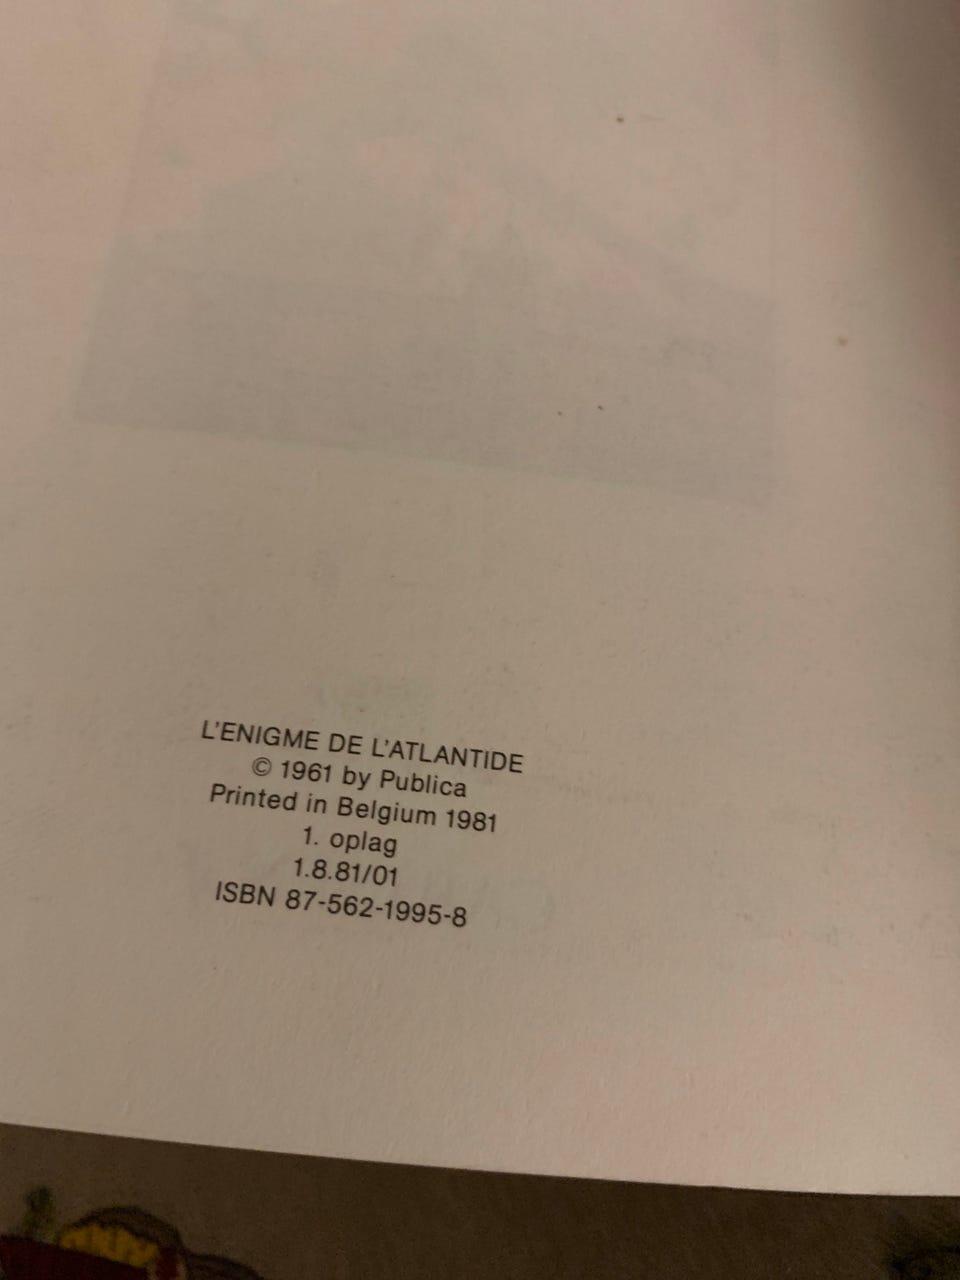 L'ENIGME DE L'ATLANTIDE
© 1961 by Publica
Printed in Belgium 1981
1. oplag
1.8.81/01
ISBN 87-562-1995-8